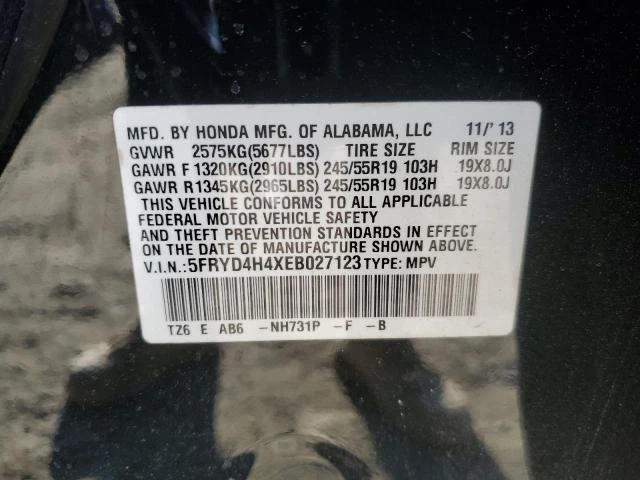 MFD. BY HONDA MFG. OF ALABAMA, LLC 11/' 13
GVWR 2575KG(5677LBS) TIRE SIZE RIM SIZE
GAWR F 1320KG(2910LBS) 245/55R19 103H 19X8.0J
GAWR R1345KG(2965LBS) 245/55R19 103H 19X8.0J
THIS VEHICLE CONFORMS TO ALL APPLICABLE
FEDERAL MOTOR VEHICLE SAFETY
AND THEFT PREVENTION STANDARDS IN EFFECT
ON THE DATE OF MANUFACTURE SHOWN ABOVE.
V.I.N.:5FRYD4H4XEB027123 TYPE: MPV
TZ6 E AB6 -NH731P -F -B